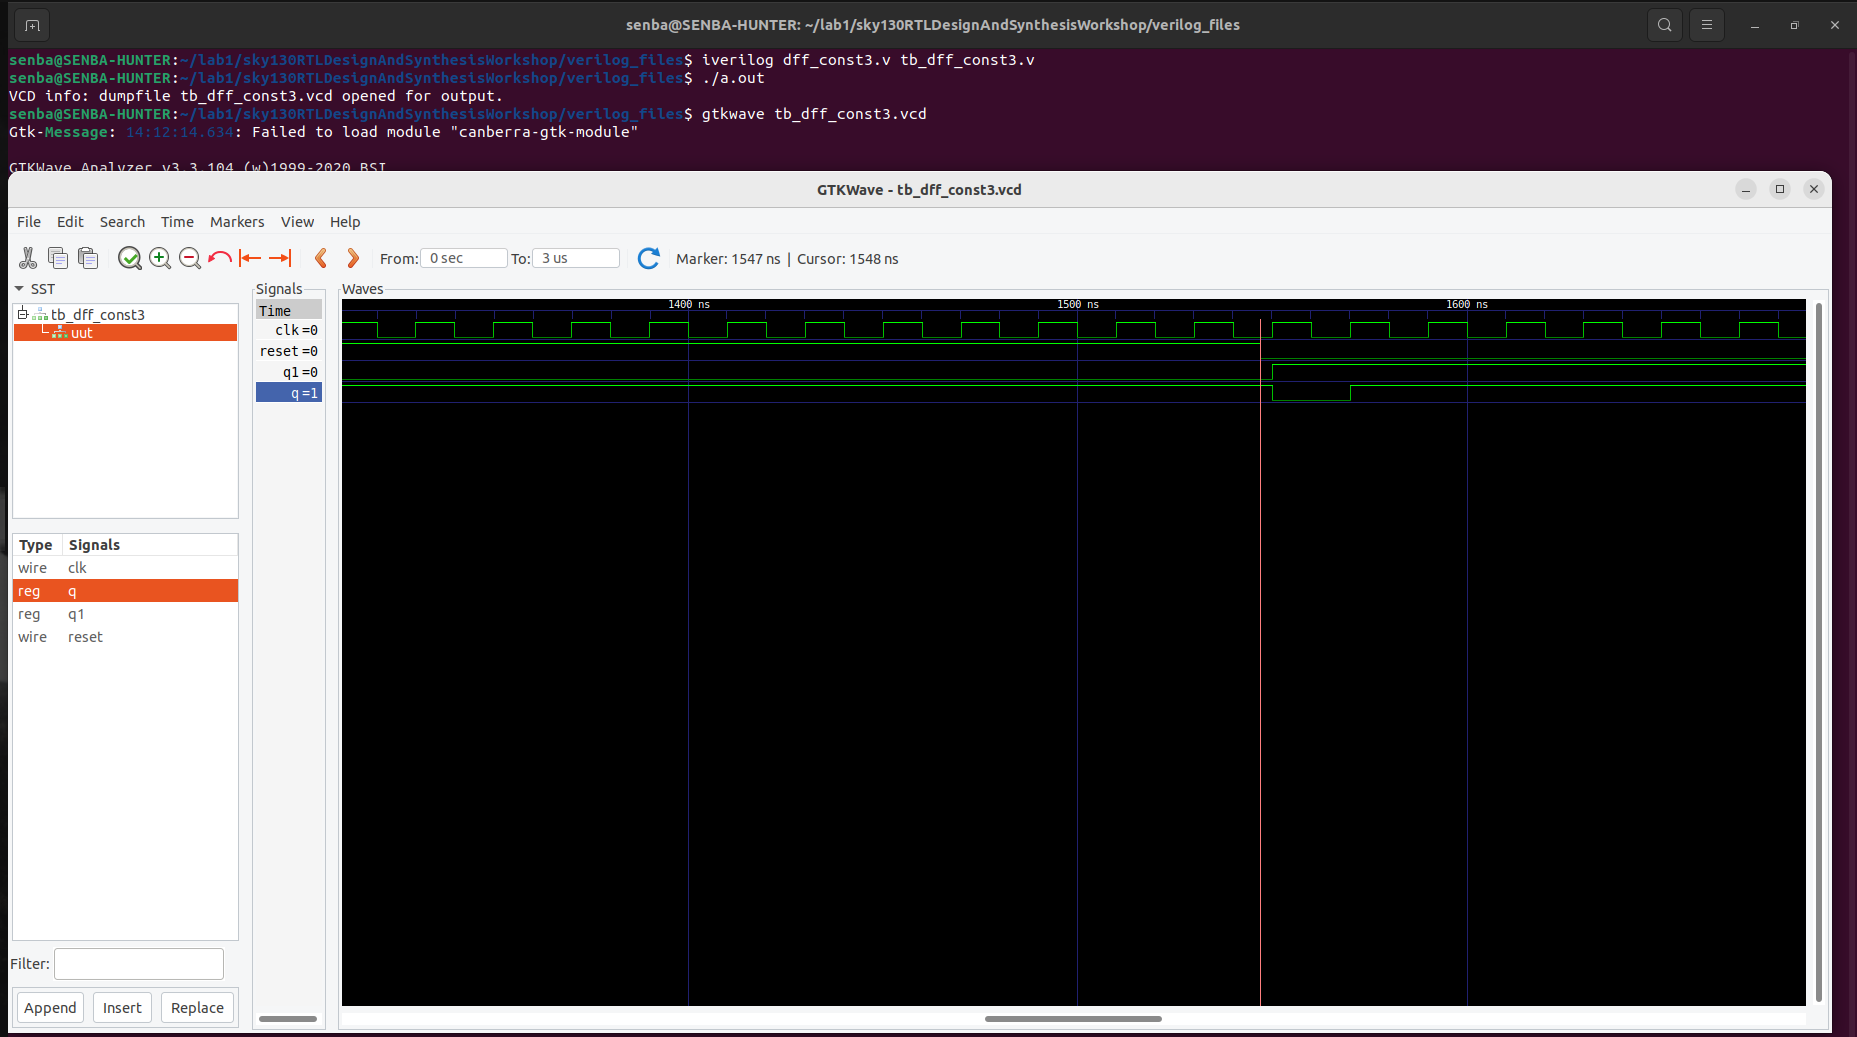 senba@SENBA-HUNTER: ~/lab1/sky130RTLDesignAndSynthesisWorkshop/verilog_files
senba@SENBA-HUNTER:~/lab1/sky130RTLDesignAndSynthesisWorkshop/verilog_files$ iverilog dff_const3.v tb_dff_const3.v
senba@SENBA-HUNTER:~/lab1/sky130RTLDesignAndSynthesisWorkshop/verilog_files$ ./a.out
VCD info: dumpfile tb_dff_const3.vcd opened for output.
senba@SENBA-HUNTER:~/lab1/sky130RTLDesignAndSynthesisWorkshop/verilog_files$ gtkwave tb_dff_const3.vcd
Gtk-Message: 14:12:14.634: Failed to load module "canberra-gtk-module"
GTKWave Analyzer v3.3.104 (w)1999-2020 BSI
GTKWave - tb_dff_const3.vcd
File Edit Search Time Markers View Help
From: 0 sec To: 3 us Marker: 1547 ns | Cursor: 1548 ns
SST
tb_dff_const3
uut
Type Signals
wire clk
reg q
reg q1
wire reset
Filter:
Append Insert Replace
Signals
Time
clk=0
reset=0
q1=0
q=1
Waves
1400 ns 1500 ns 1600 ns